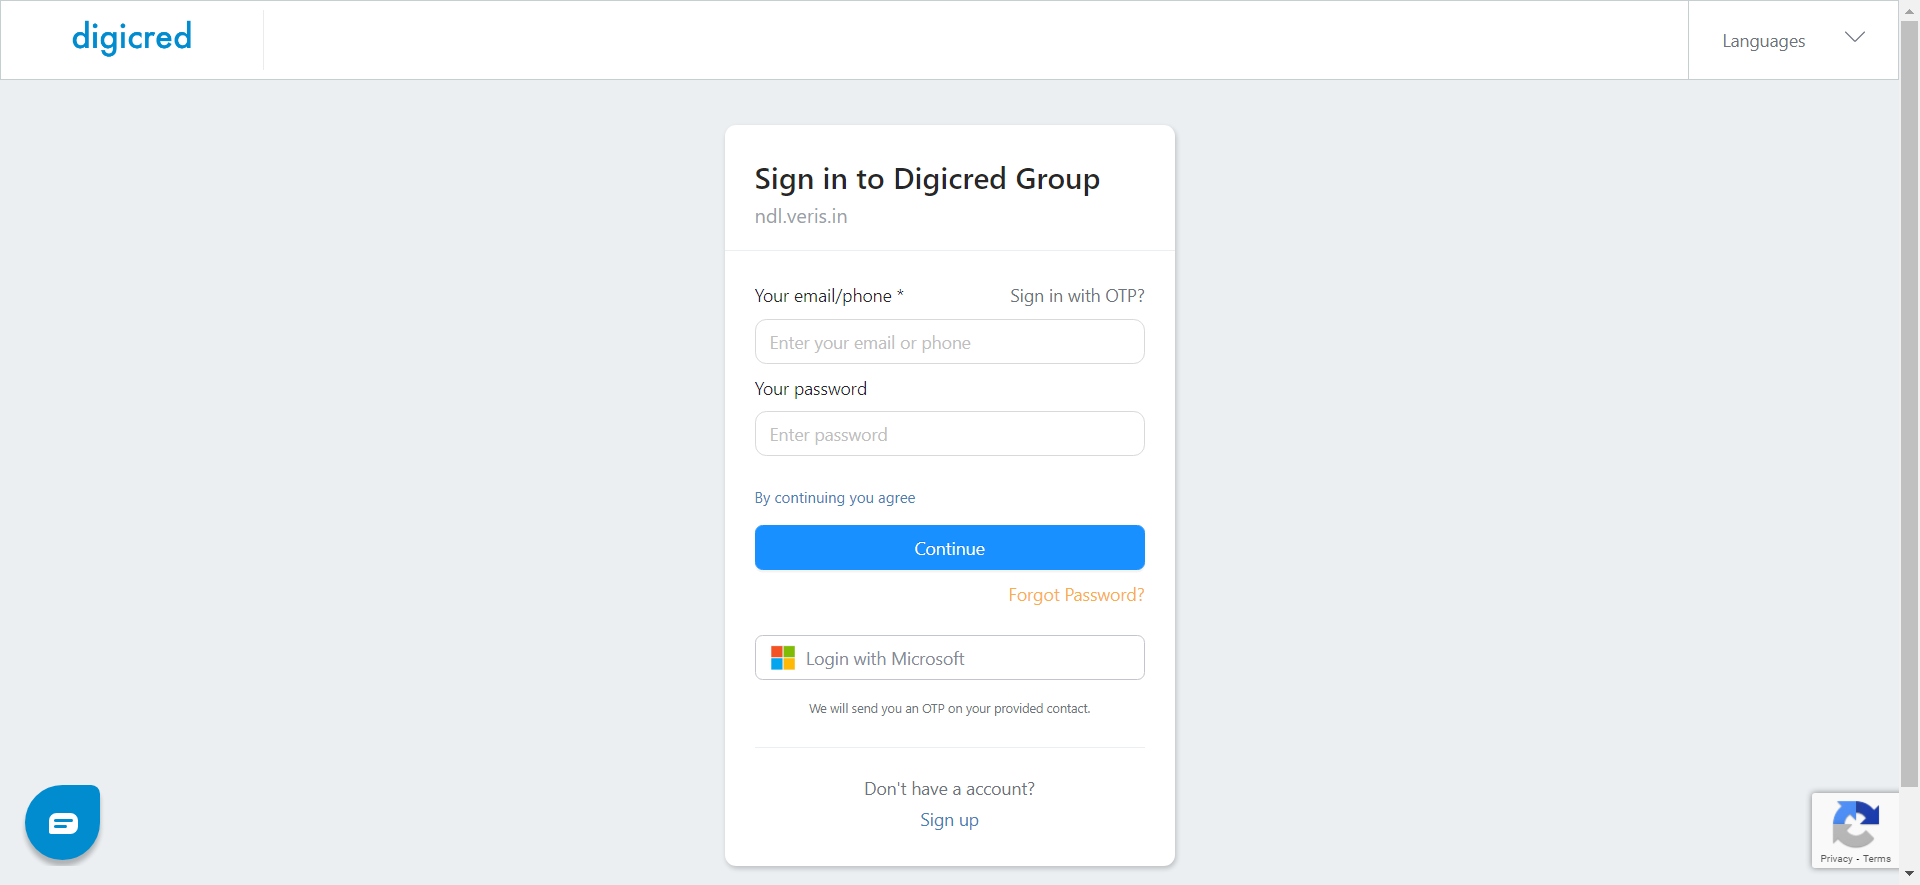 digicred
Languages
Sign in to Digicred Group
ndl.veris.in
Your email/phone *
Sign in with OTP?
Enter your email or phone
Your password
Enter password
By continuing you agree
Continue
Forgot Password?
Login with Microsoft
We will send you an OTP on your provided contact.
Don't have a account?
Sign up
Privacy - Terms